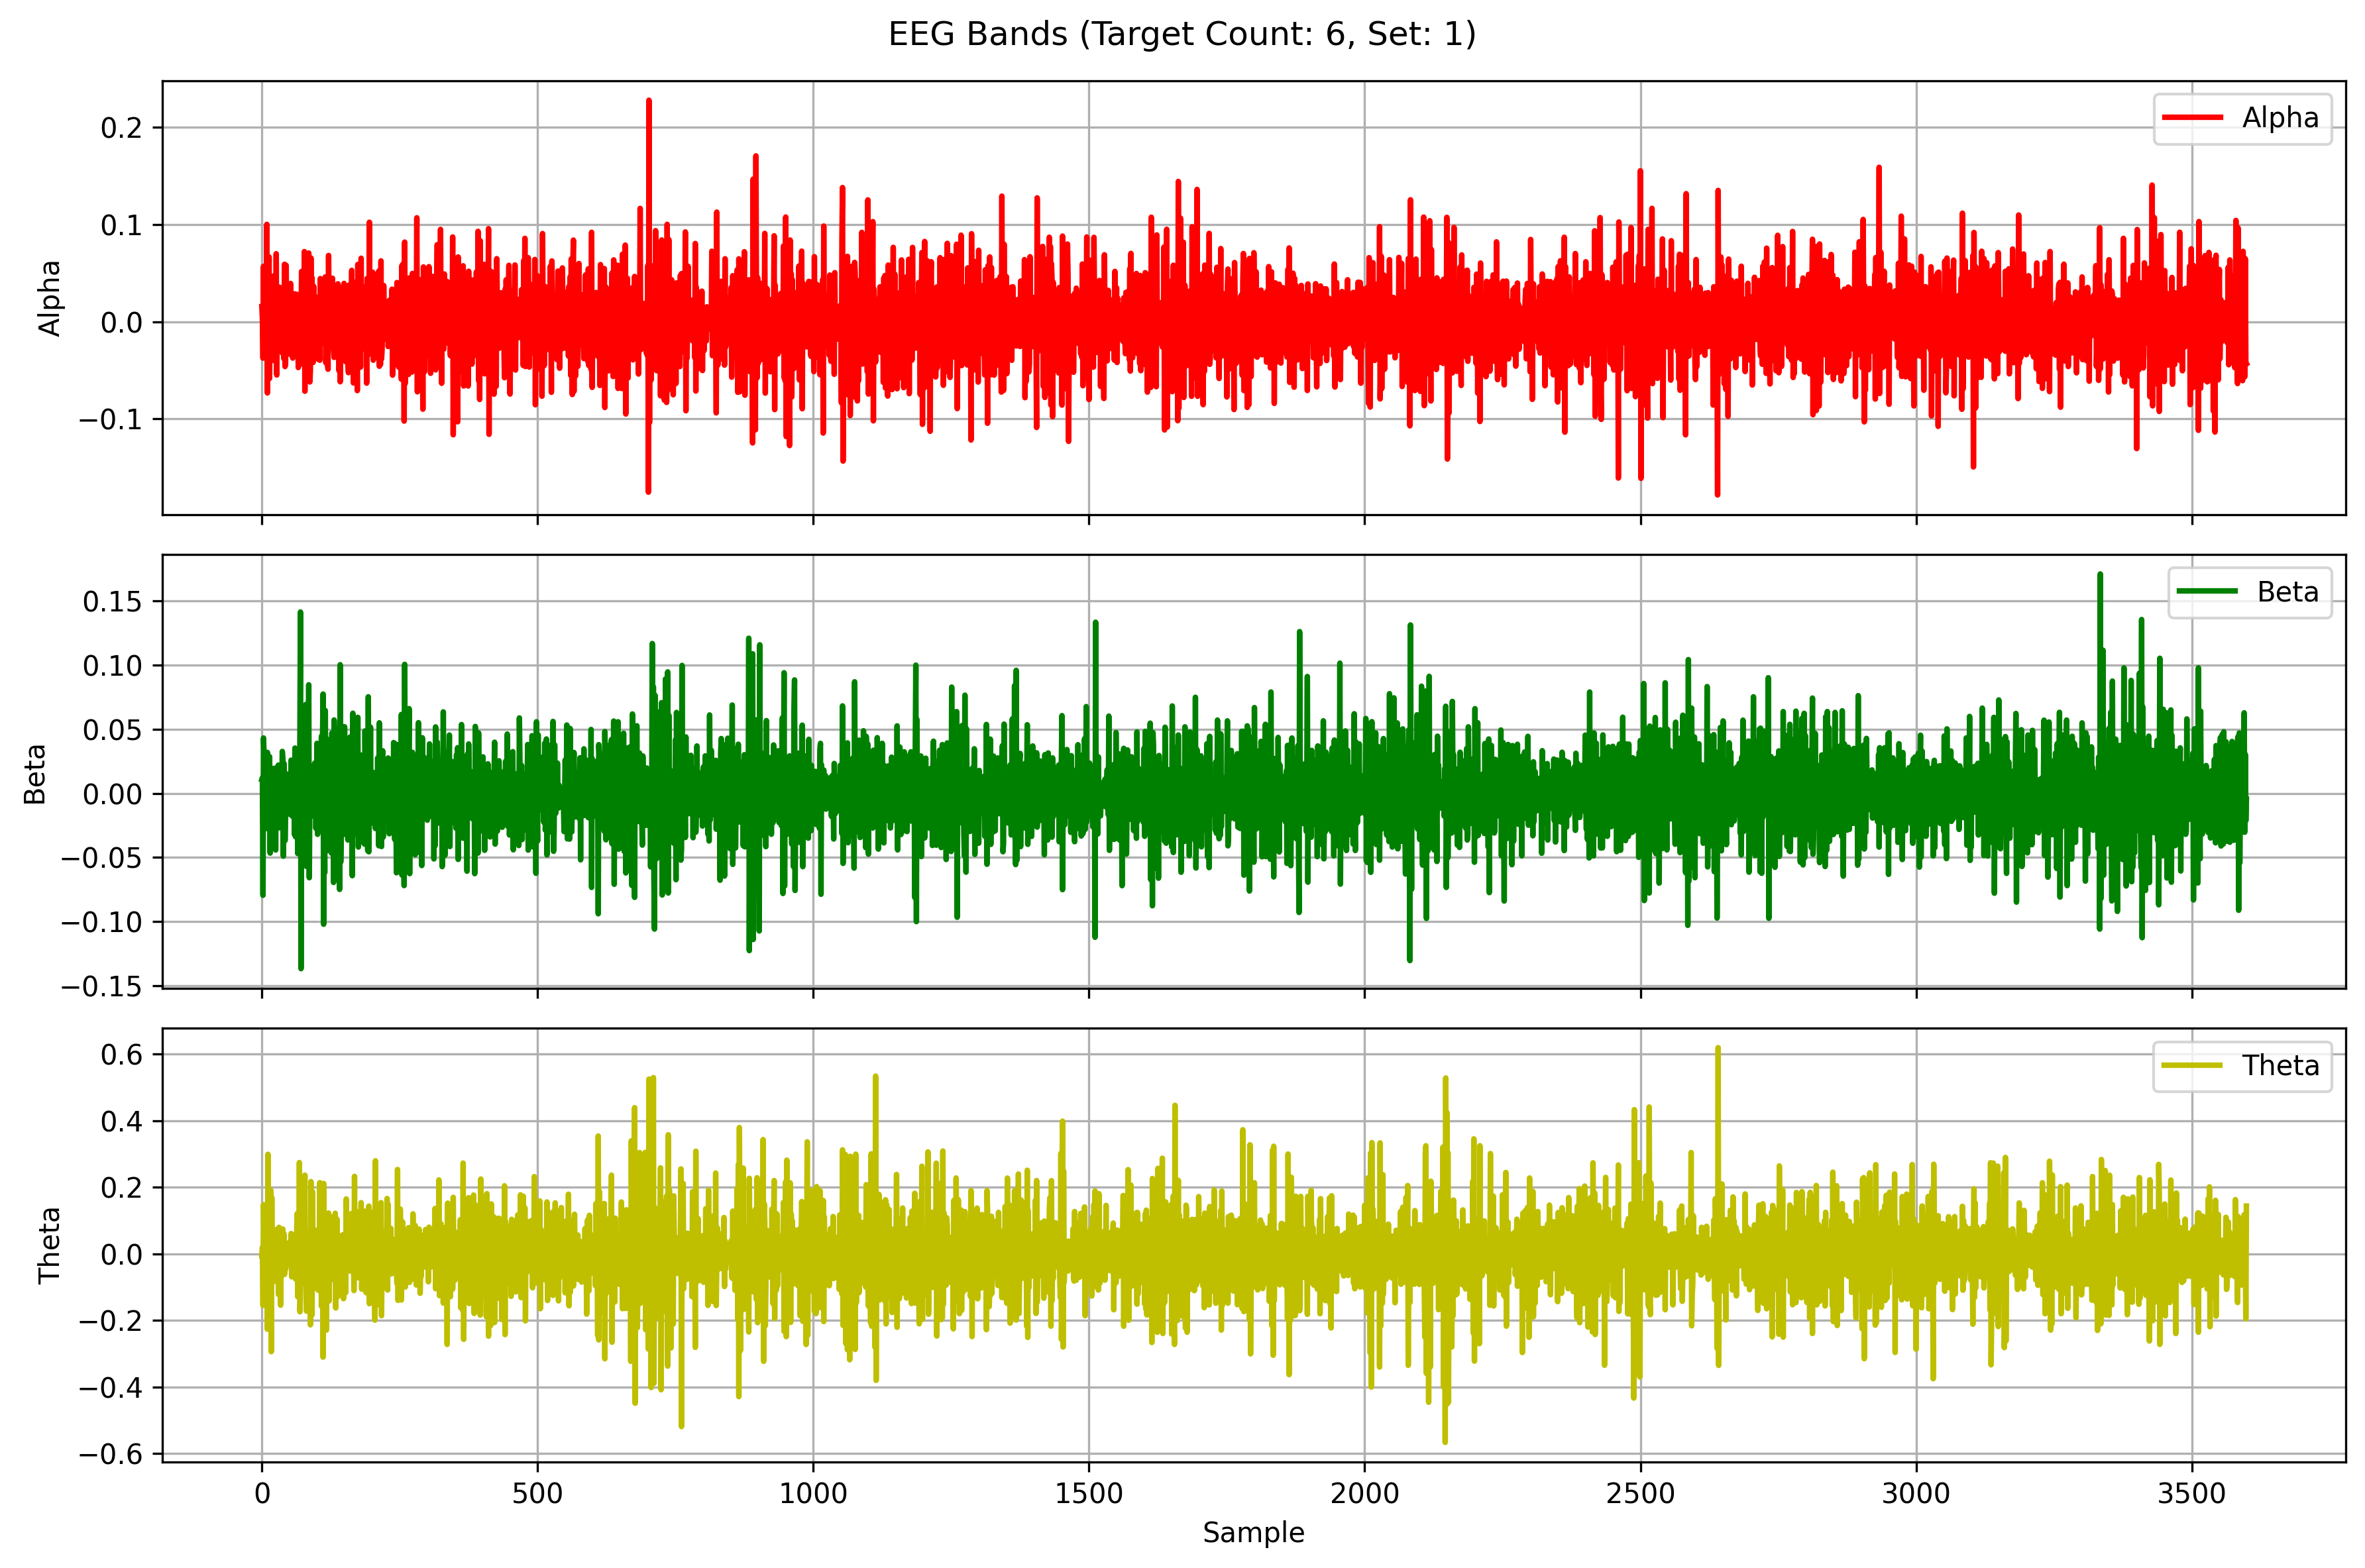 EEG Bands (Target Count: 6, Set: 1)
Alpha
0.2
0.1
0.0
−0.1
Alpha
Beta
0.15
0.10
0.05
0.00
−0.05
−0.10
−0.15
Beta
Theta
0.6
0.4
0.2
0.0
−0.2
−0.4
−0.6
Theta
0 500 1000 1500 2000 2500 3000 3500
Sample